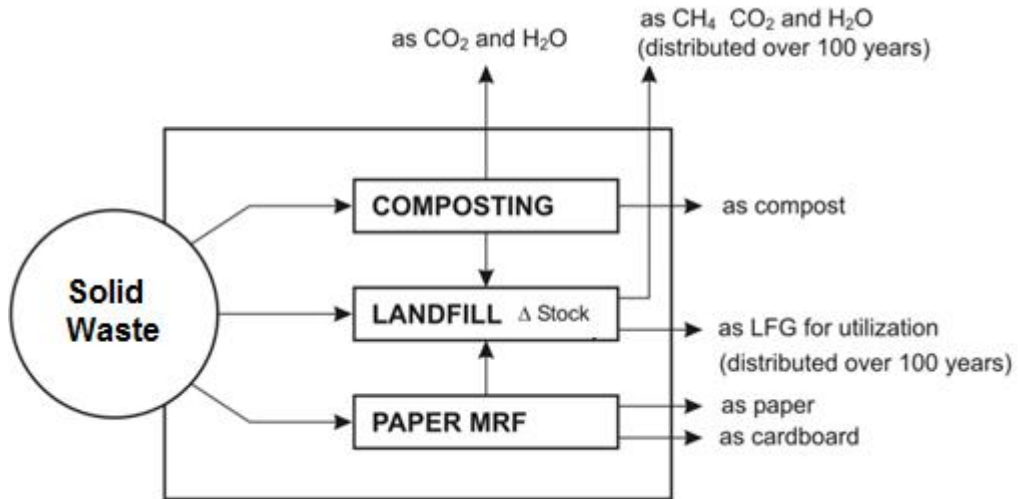 as CO₂ and H₂O
as CH₄ CO₂ and H₂O
(distributed over 100 years)
COMPOSTING
as compost
Solid
Waste
LANDFILL Δ Stock
as LFG for utilization
(distributed over 100 years)
PAPER MRF
as paper
as cardboard